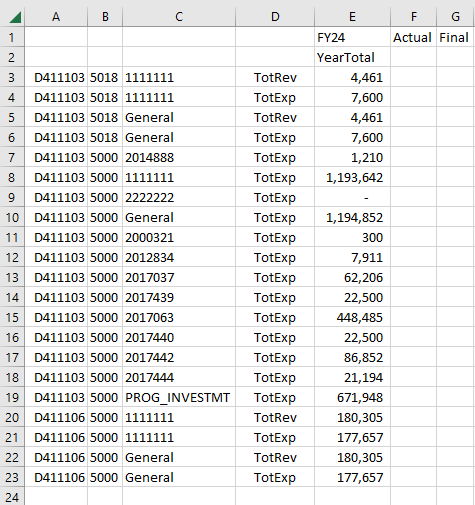 A B C D E F G
1 FY24 Actual Final
2 YearTotal
3 D411103 5018 1111111 TotRev 4,461
4 D411103 5018 1111111 TotExp 7,600
5 D411103 5018 General TotRev 4,461
6 D411103 5018 General TotExp 7,600
7 D411103 5000 2014888 TotExp 1,210
8 D411103 5000 1111111 TotExp 1,193,642
9 D411103 5000 2222222 TotExp -
10 D411103 5000 General TotExp 1,194,852
11 D411103 5000 2000321 TotExp 300
12 D411103 5000 2012834 TotExp 7,911
13 D411103 5000 2017037 TotExp 62,206
14 D411103 5000 2017439 TotExp 22,500
15 D411103 5000 2017063 TotExp 448,485
16 D411103 5000 2017440 TotExp 22,500
17 D411103 5000 2017442 TotExp 86,852
18 D411103 5000 2017444 TotExp 21,194
19 D411103 5000 PROG_INVESTMT TotExp 671,948
20 D411106 5000 1111111 TotRev 180,305
21 D411106 5000 1111111 TotExp 177,657
22 D411106 5000 General TotRev 180,305
23 D411106 5000 General TotExp 177,657
24